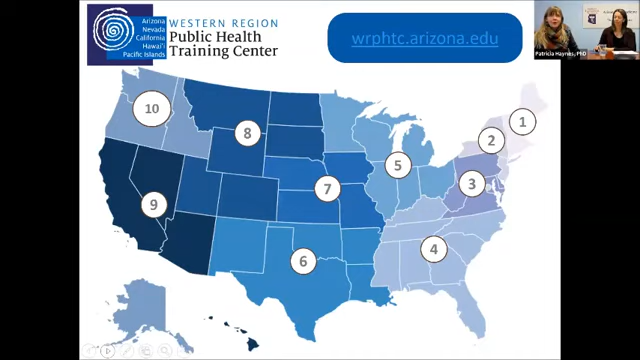 Arizona
Nevada
California
Hawai'i
Pacific Islands
WESTERN REGION
Public Health
Training Center
wrphtc.arizona.edu
Patricia Haynes, PhD
10
8
9
7
6
5
4
3
2
1